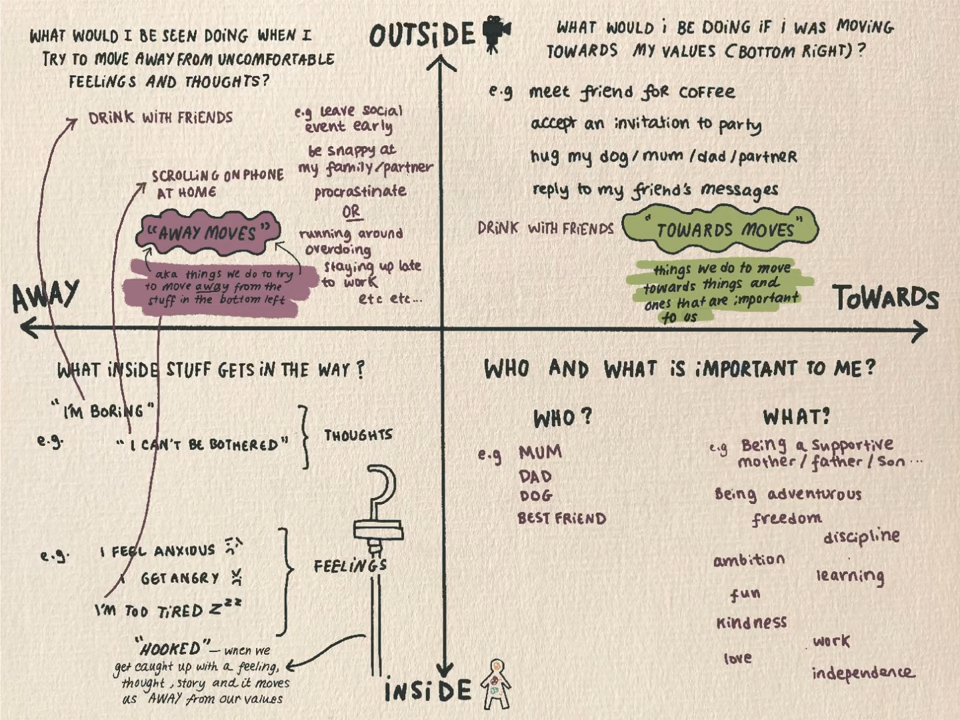 OUTSIDE
WHAT WOULD I BE SEEN DOING WHEN I
TRY TO MOVE AWAY FROM UNCOMFORTABLE
FEELINGS AND THOUGHTS?
DRINK WITH FRIENDS
SCROLLING ON PHONE
AT HOME
e.g leave social
event early
be snappy at
my family/partner
procrastinate
OR
running around
overdoing
staying up late
to work
etc etc...
"AWAY MOVES"
aka things we do to try
to move away from the
stuff in the bottom left
WHAT WOULD i BE DOING IF i WAS MOVING
TOWARDS MY VALUES (BOTTOM RIGHT)?
e.g meet friend for COFFEE
accept an invitation to party
hug my dog/mum/dad/partner
reply to my friend's messages
DRINK WITH FRIENDS
"TOWARDS MOVES"
things we do to move
towards things and
ones that are important
to us
AWAY
TOWARDS
WHAT INSIDE STUFF GETS IN THE WAY?
"I'M BORING"
e.g. "I CAN'T BE BOTHERED"
THOUGHTS
e.g. I FEEL ANXIOUS
I GET ANGRY
I'M TOO TIRED Zzz
FEELINGS
"HOOKED" – when we
get caught up with a feeling,
thought, story and it moves
us AWAY from our values
WHO AND WHAT IS IMPORTANT TO ME?
WHO?
e.g MUM
DAD
DOG
BEST FRIEND
WHAT?
e.g Being a supportive
mother/father/son...
Being adventurous
freedom
discipline
ambition
learning
fun
kindness
work
love
independence
INSIDE